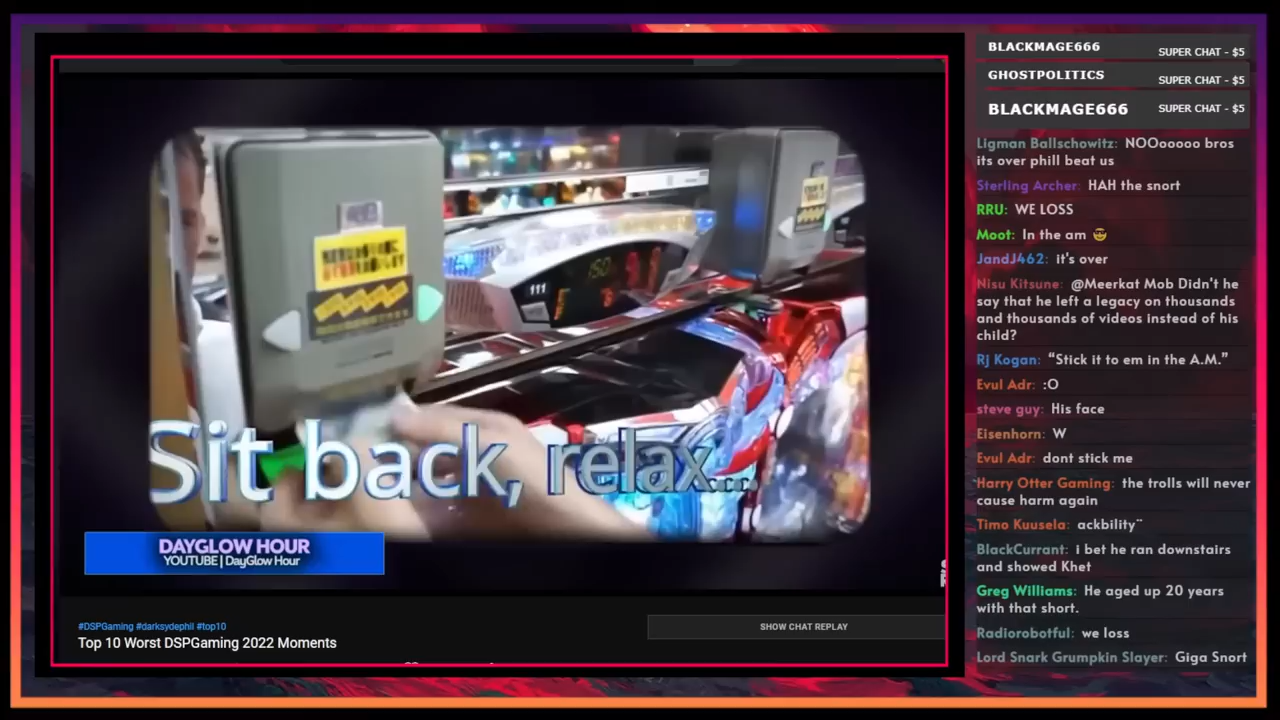 BLACKMAGE666 SUPER CHAT - $5
GHOSTPOLITICS SUPER CHAT - $5
BLACKMAGE666 SUPER CHAT - $5
Ligman Ballschowitz: NOOooooo bros
its over phill beat us
Sterling Archer: HAH the snort
RRU: WE LOSS
Moot: In the am 😎
JandJ462: it's over
Nisu Kitsune: @Meerkat Mob Didn't he
say that he left a legacy on thousands
and thousands of videos instead of his
child?
Rj Kogan: “Stick it to em in the A.M.”
Evul Adr: :O
steve guy: His face
Eisenhorn: W
Evul Adr: dont stick me
Harry Otter Gaming: the trolls will never
cause harm again
Timo Kuusela: ackbility¨
BlackCurrant: i bet he ran downstairs
and showed Khet
Greg Williams: He aged up 20 years
with that short.
Radiorobotful: we loss
Lord Snark Grumpkin Slayer: Giga Snort
150
111
Sit back, relax....
DAYGLOW HOUR
YOUTUBE | DayGlow Hour
#DSPGaming #darksydephil #top10
Top 10 Worst DSPGaming 2022 Moments
SHOW CHAT REPLAY